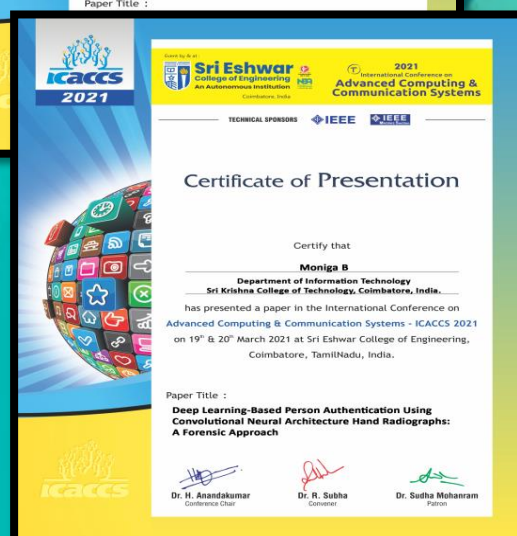 Paper Title :
icaccs
2021
Event by & at :
Sri Eshwar
College of Engineering
An Autonomous Institution
Coimbatore, India
NBA
2021
International Conference on
Advanced Computing &
Communication Systems
TECHNICAL SPONSORS IEEE IEEE
Certificate of Presentation
Certify that
Moniga B
Department of Information Technology
Sri Krishna College of Technology, Coimbatore, India.
has presented a paper in the International Conference on
Advanced Computing & Communication Systems - ICACCS 2021
on 19th & 20th March 2021 at Sri Eshwar College of Engineering,
Coimbatore, TamilNadu, India.
Paper Title :
Deep Learning-Based Person Authentication Using
Convolutional Neural Architecture Hand Radiographs:
A Forensic Approach
icaccs
Dr. H. Anandakumar
Conference Chair
Dr. R. Subha
Convener
Dr. Sudha Mohanram
Patron